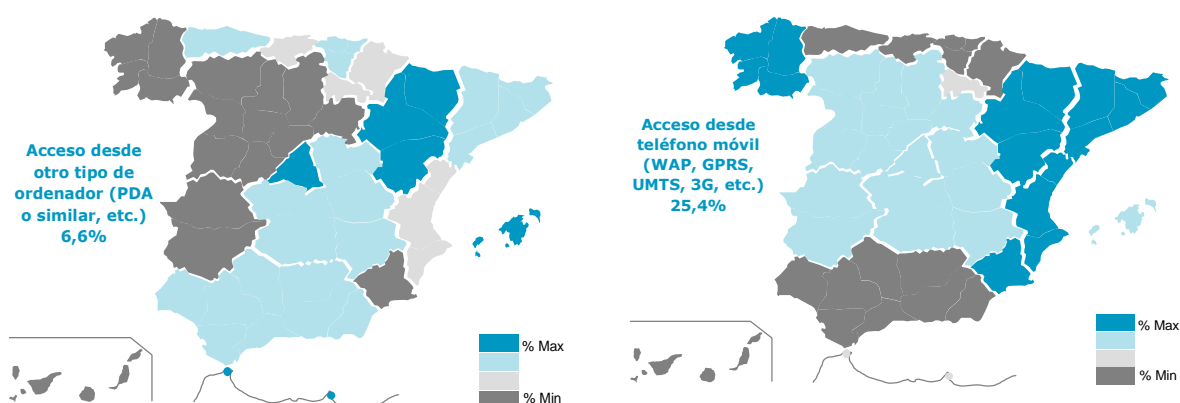 Acceso desde
otro tipo de
ordenador (PDA
o similar, etc.)
6,6%
% Max
% Min
Acceso desde
teléfono móvil
(WAP, GPRS,
UMTS, 3G, etc.)
25,4%
% Max
% Min